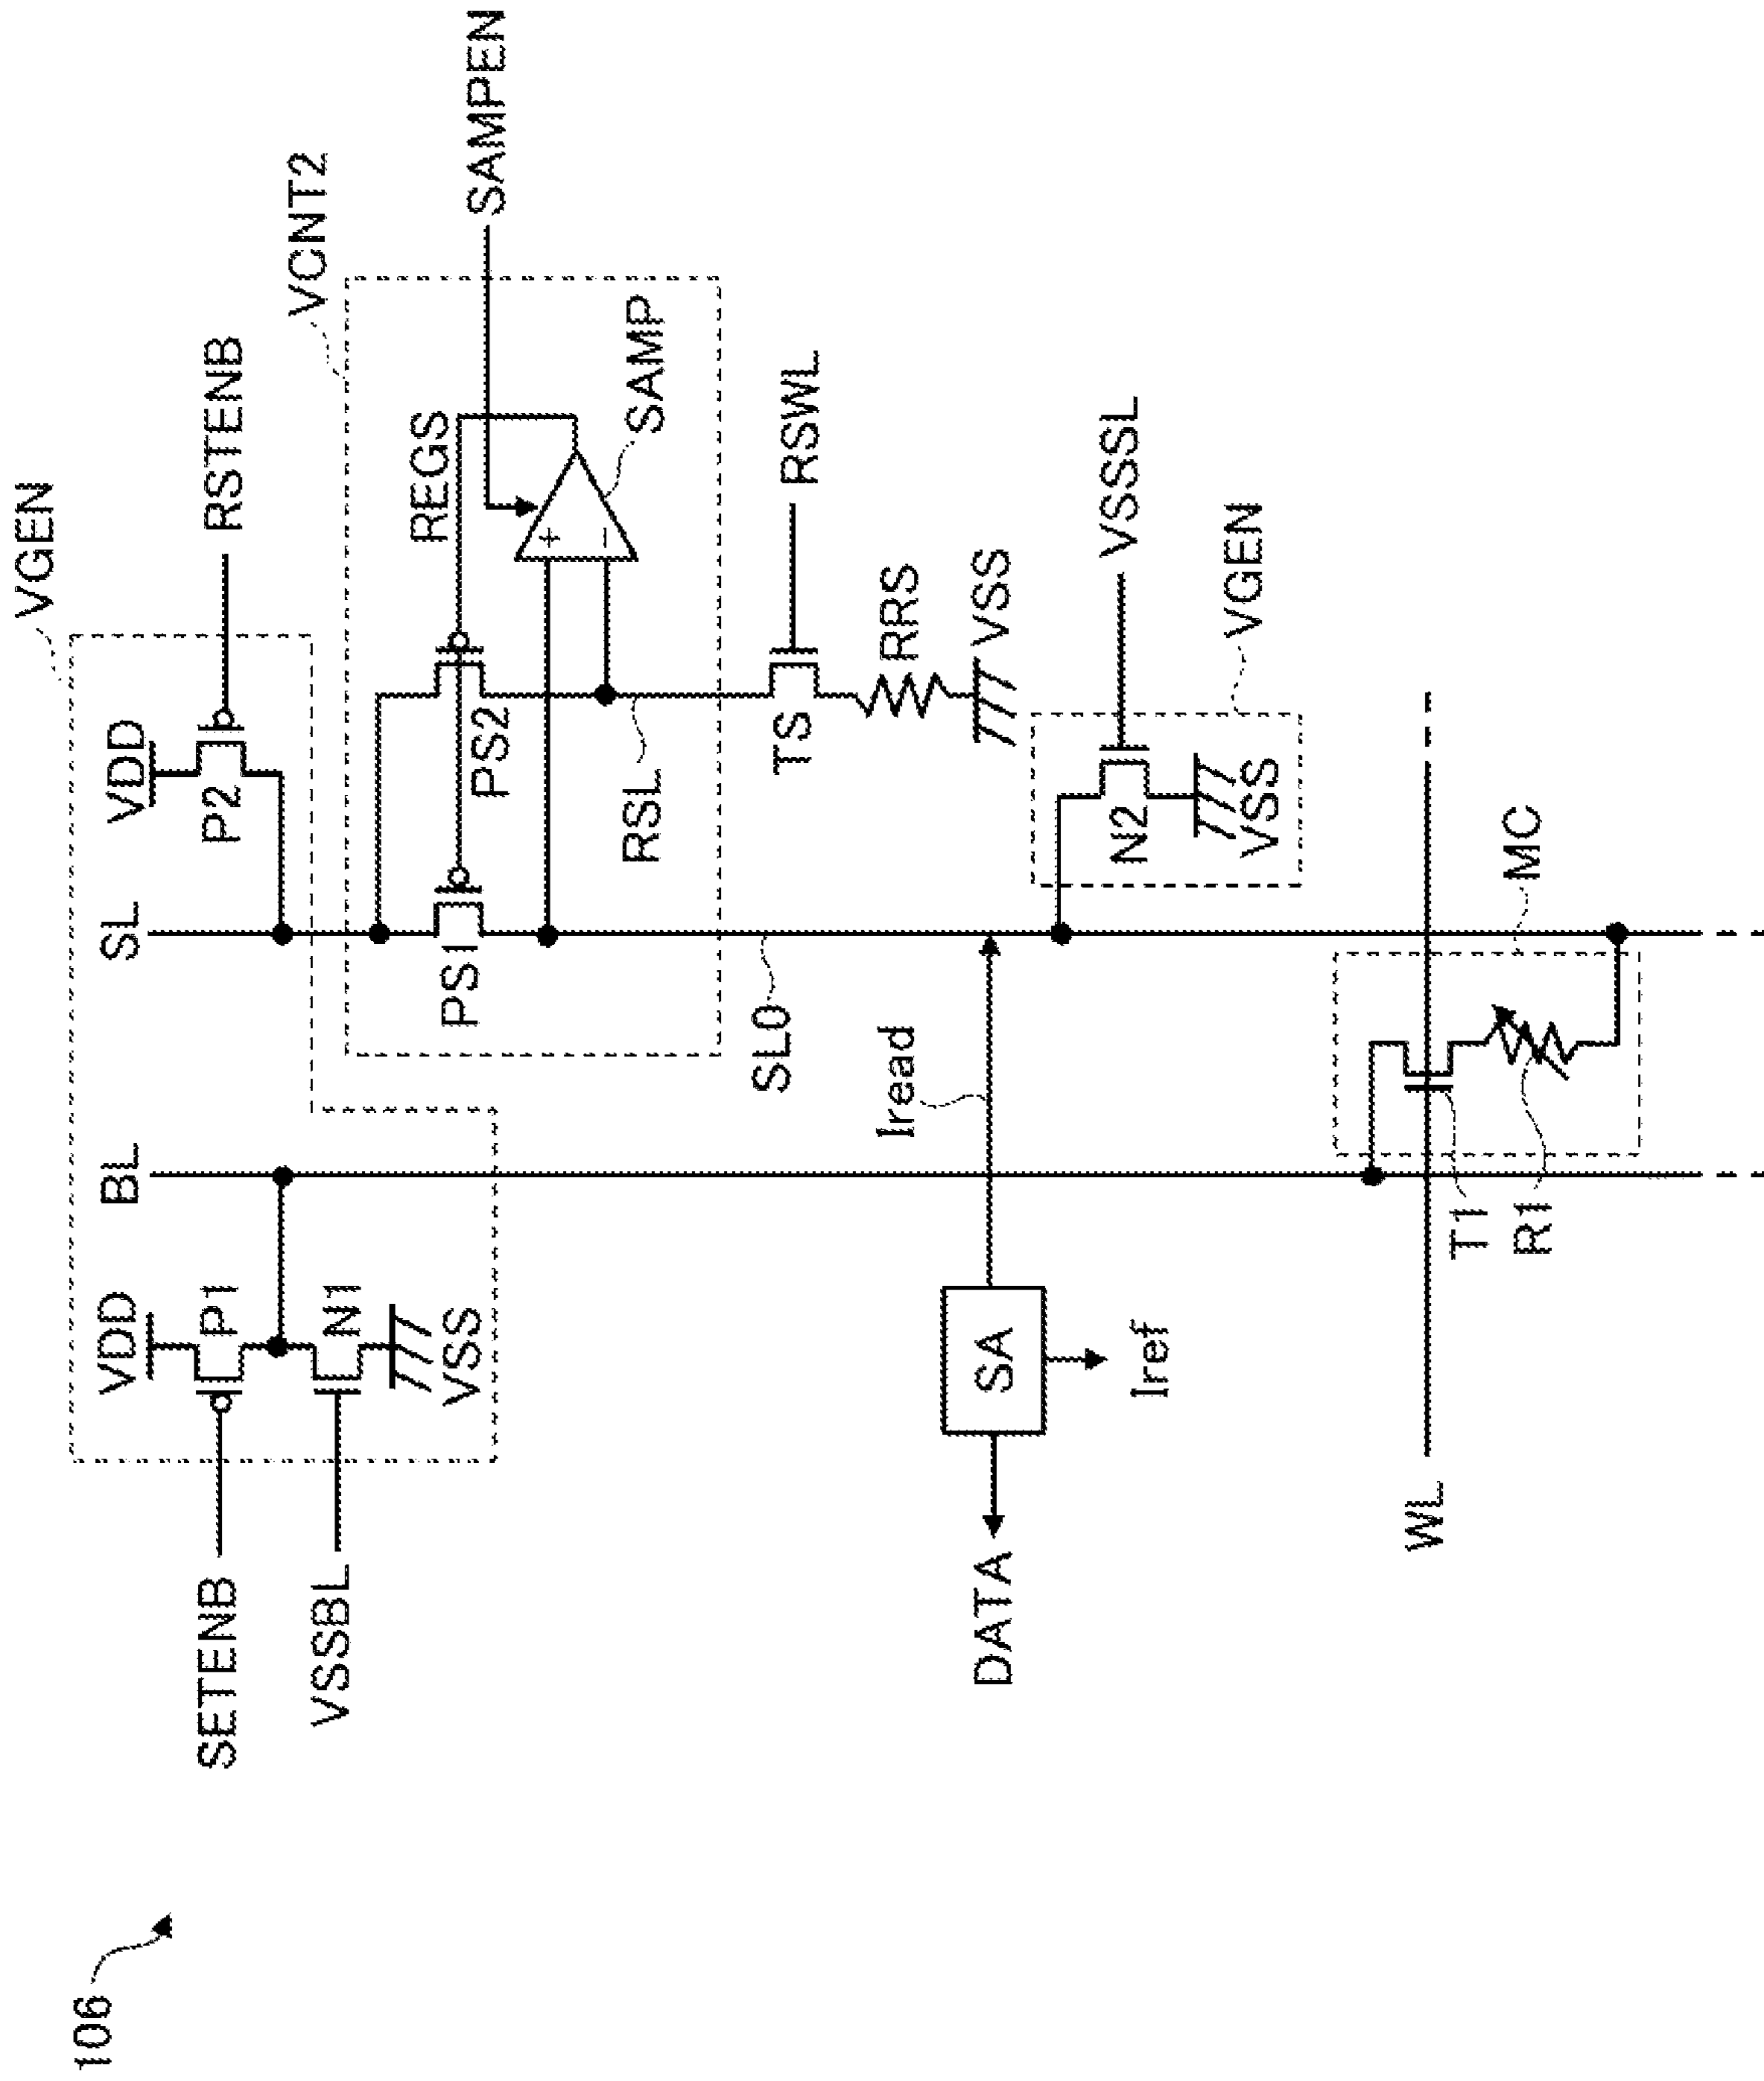 106
VGEN
VDD
P1
SETENB
N1
VSSBL
VSS
BL
SL
VDD
P2
RSTENB
VCNT2
PS1
PS2
REGS
SAMPEN
+
−
SAMP
RSL
SL0
TS
RSWL
RRS
VSS
Iread
SA
DATA
Iref
N2
VSSSL
VSS
VGEN
WL
T1
R1
MC